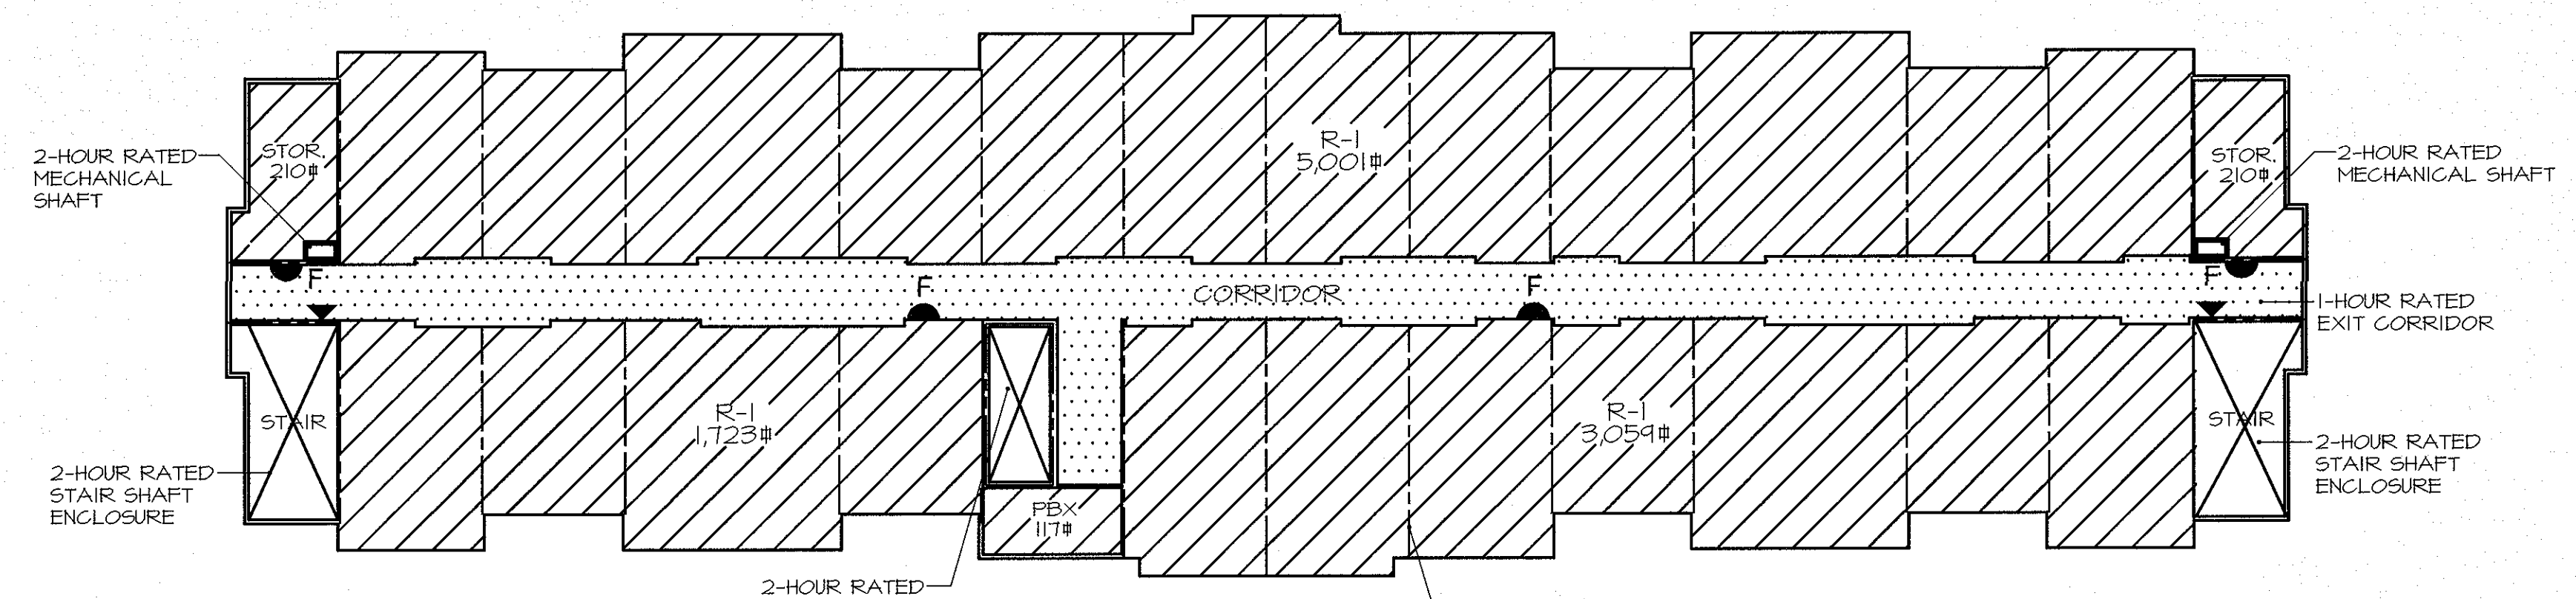 R-1
5,001⏍
STOR.
210⏍
2-HOUR RATED
MECHANICAL
SHAFT
STOR.
210⏍
2-HOUR RATED
MECHANICAL SHAFT
F
F
CORRIDOR
F
F
1-HOUR RATED
EXIT CORRIDOR
STAIR
R-1
1,723⏍
R-1
3,059⏍
STAIR
2-HOUR RATED
STAIR SHAFT
ENCLOSURE
2-HOUR RATED
STAIR SHAFT
ENCLOSURE
PBX
117⏍
2-HOUR RATED